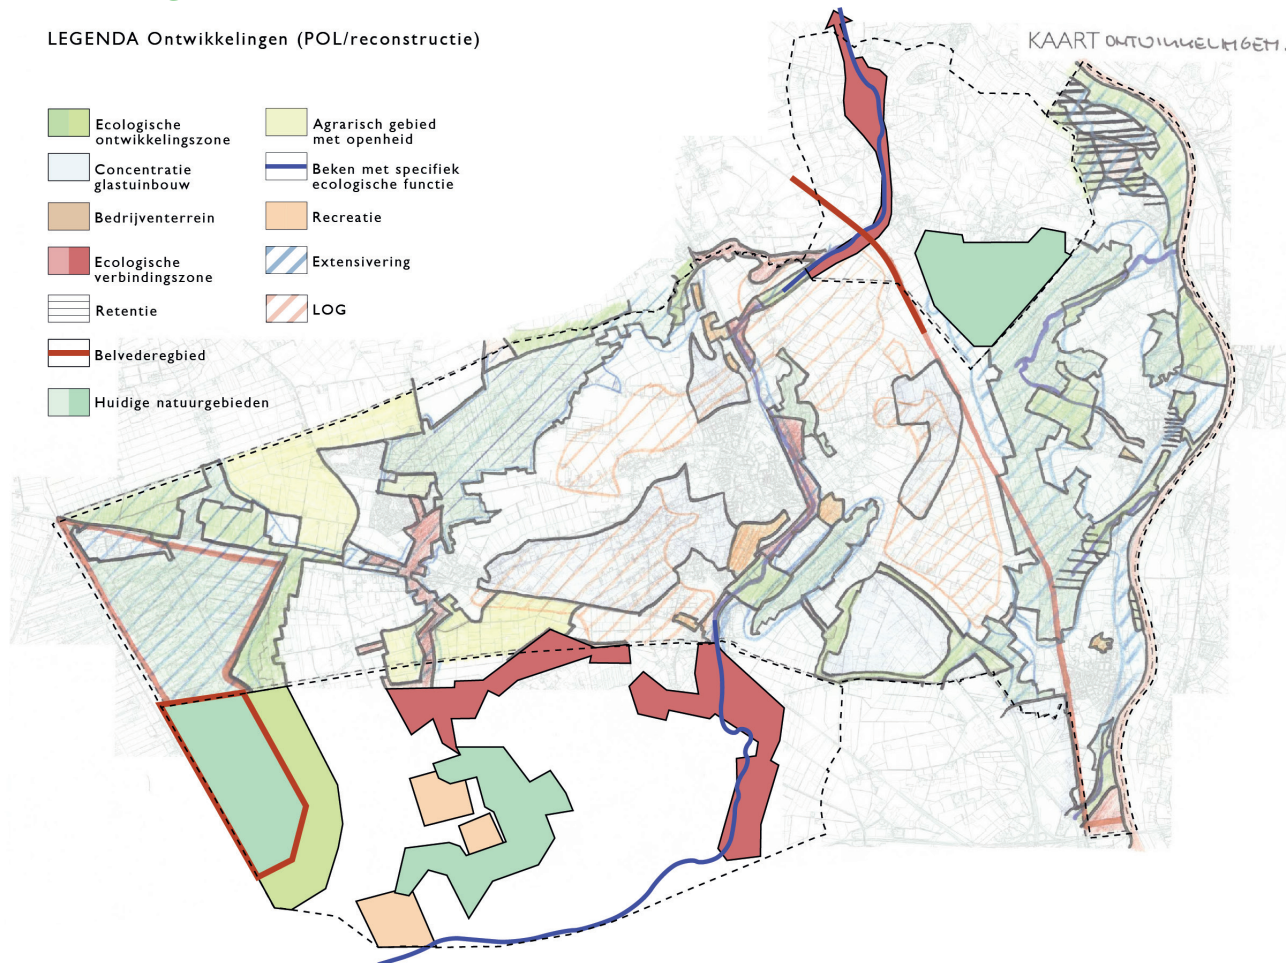 LEGENDA Ontwikkelingen (POL/reconstructie)
KAART ONTWIKKELINGEN.
Ecologische
ontwikkelingszone
Concentratie
glastuinbouw
Bedrijventerrein
Ecologische
verbindingszone
Retentie
Belvederegbied
Huidige natuurgebieden
Agrarisch gebied
met openheid
Beken met specifiek
ecologische functie
Recreatie
Extensivering
LOG